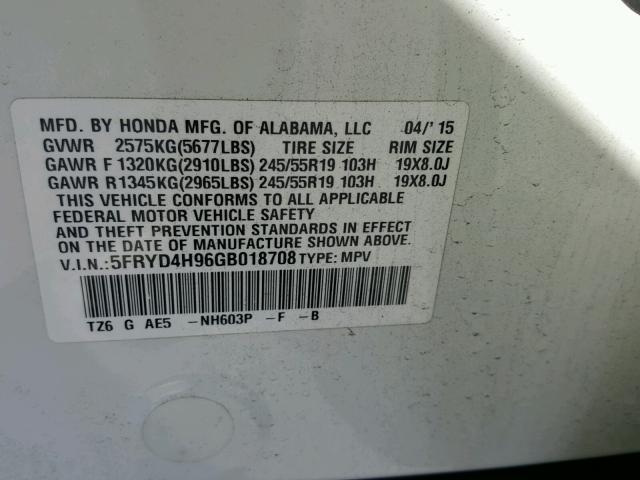 MFD. BY HONDA MFG. OF ALABAMA, LLC 04/'15
GVWR 2575KG(5677LBS) TIRE SIZE RIM SIZE
GAWR F 1320KG(2910LBS) 245/55R19 103H 19X8.0J
GAWR R1345KG(2965LBS) 245/55R19 103H 19X8.0J
THIS VEHICLE CONFORMS TO ALL APPLICABLE
FEDERAL MOTOR VEHICLE SAFETY
AND THEFT PREVENTION STANDARDS IN EFFECT
ON THE DATE OF MANUFACTURE SHOWN ABOVE.
V.I.N.:5FRYD4H96GB018708 TYPE: MPV
TZ6 G AE5 -NH603P -F -B